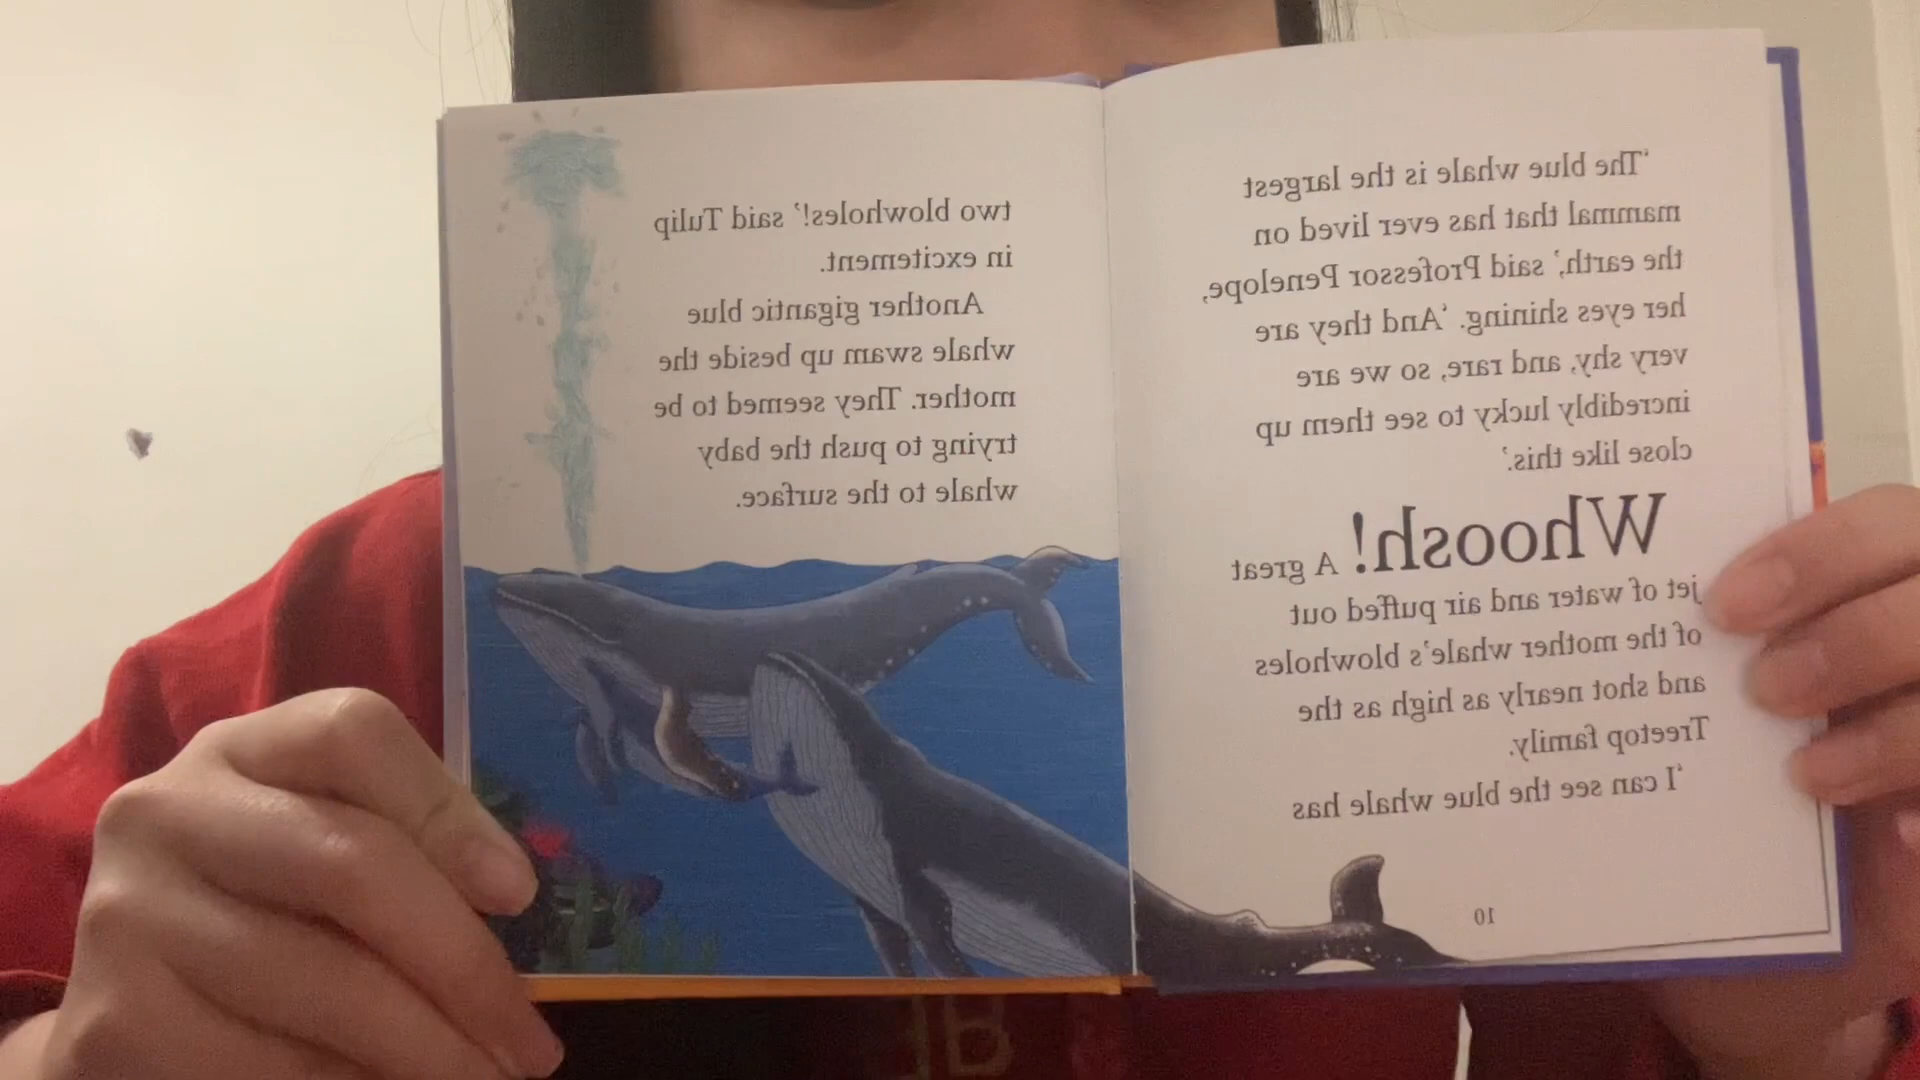 ‘The blue whale is the largest
mammal that has ever lived on
the earth,’ said Professor Penelope,
her eyes shining. ‘And they are
very shy, and rare, so we are
incredibly lucky to see them up
close like this.’
Whoosh! A great
jet of water and air puffed out
of the mother whale’s blowholes
and shot nearly as high as the
Treetop family.
‘I can see the blue whale has
10
two blowholes!’ said Tulip
in excitement.
Another gigantic blue
whale swam up beside the
mother. They seemed to be
trying to push the baby
whale to the surface.